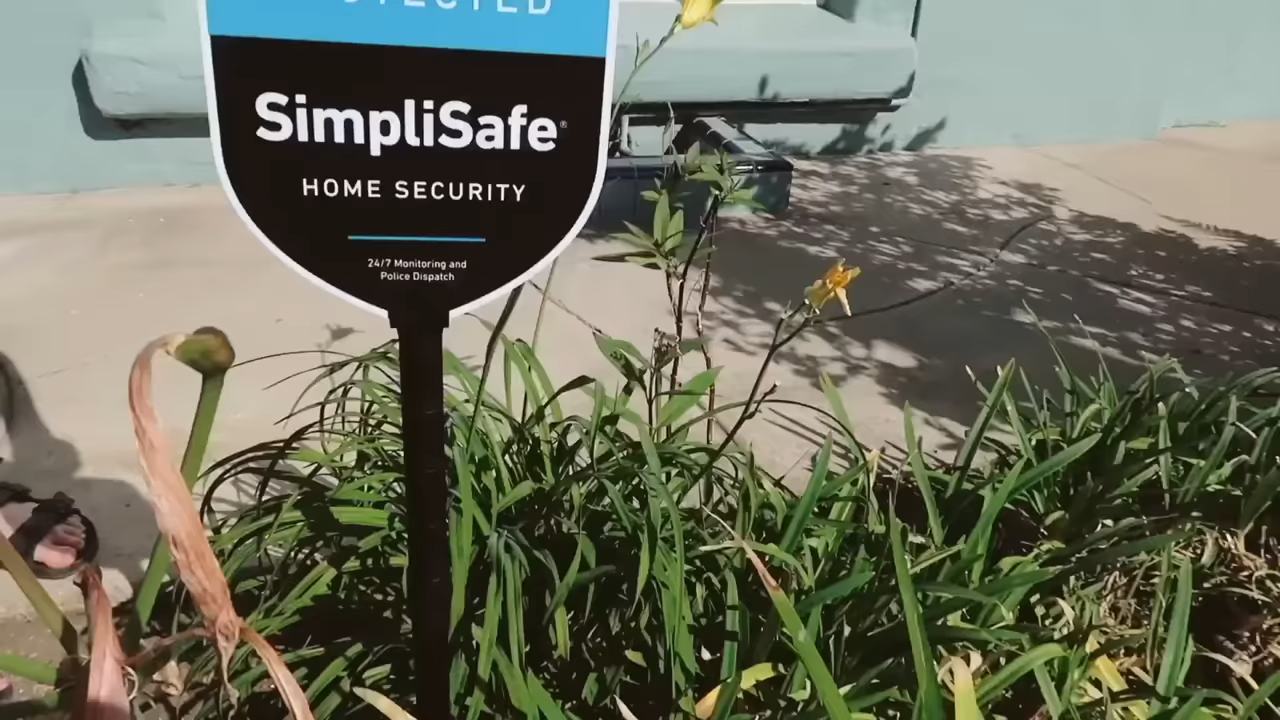 SimpliSafe®
HOME SECURITY
24/7 Monitoring and
Police Dispatch